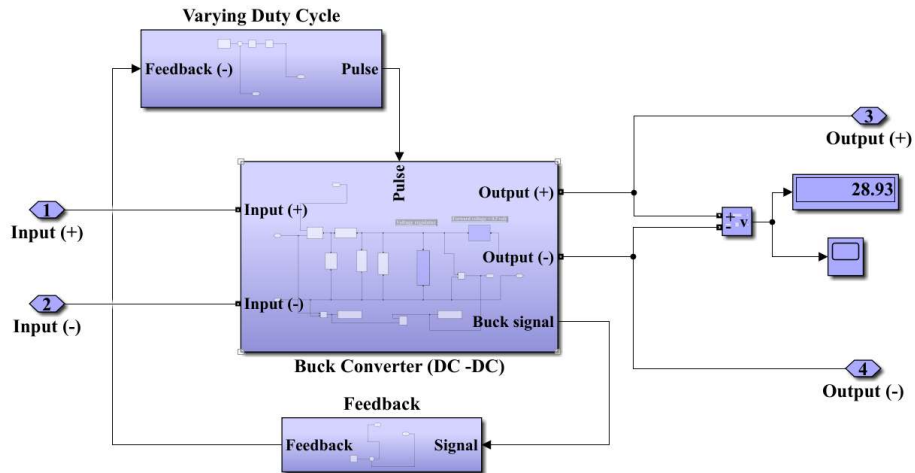 Varying Duty Cycle
Feedback (-)
Pulse
3
Output (+)
Pulse
28.93
1
Input (+)
Input (+)
Output (+)
+
-
v
Output (-)
2
Input (-)
Input (-)
Buck signal
4
Output (-)
Buck Converter (DC -DC)
Feedback
Feedback
Signal